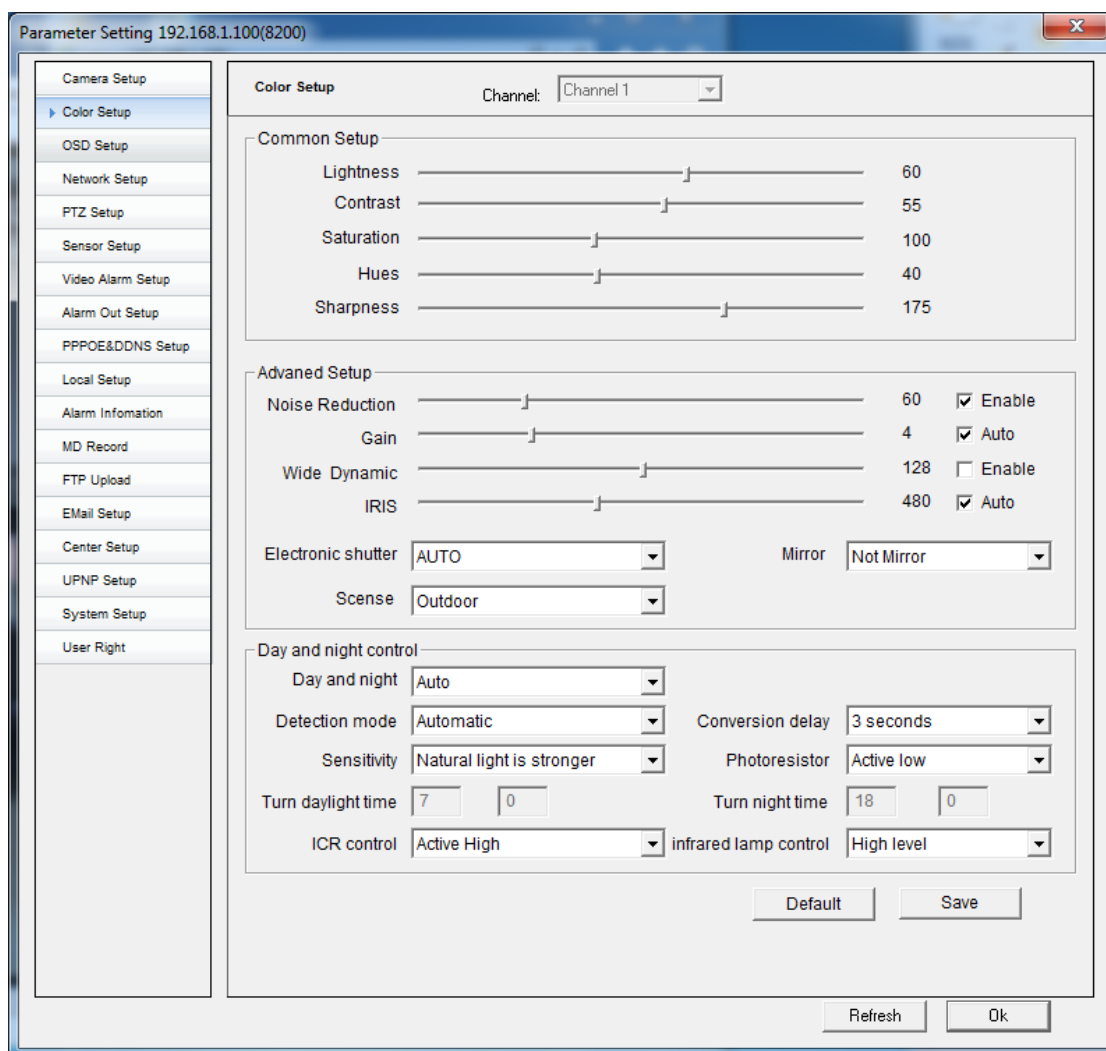 Parameter Setting 192.168.1.100(8200)
Camera Setup
Color Setup
OSD Setup
Network Setup
PTZ Setup
Sensor Setup
Video Alarm Setup
Alarm Out Setup
PPPOE&DDNS Setup
Local Setup
Alarm Infomation
MD Record
FTP Upload
EMail Setup
Center Setup
UPNP Setup
System Setup
User Right
Color Setup Channel: Channel 1
Common Setup
Lightness 60
Contrast 55
Saturation 100
Hues 40
Sharpness 175
Advaned Setup
Noise Reduction 60 Enable
Gain 4 Auto
Wide Dynamic 128 Enable
IRIS 480 Auto
Electronic shutter AUTO Mirror Not Mirror
Scense Outdoor
Day and night control
Day and night Auto
Detection mode Automatic Conversion delay 3 seconds
Sensitivity Natural light is stronger Photoresistor Active low
Turn daylight time 7 0 Turn night time 18 0
ICR control Active High infrared lamp control High level
Default Save
Refresh Ok